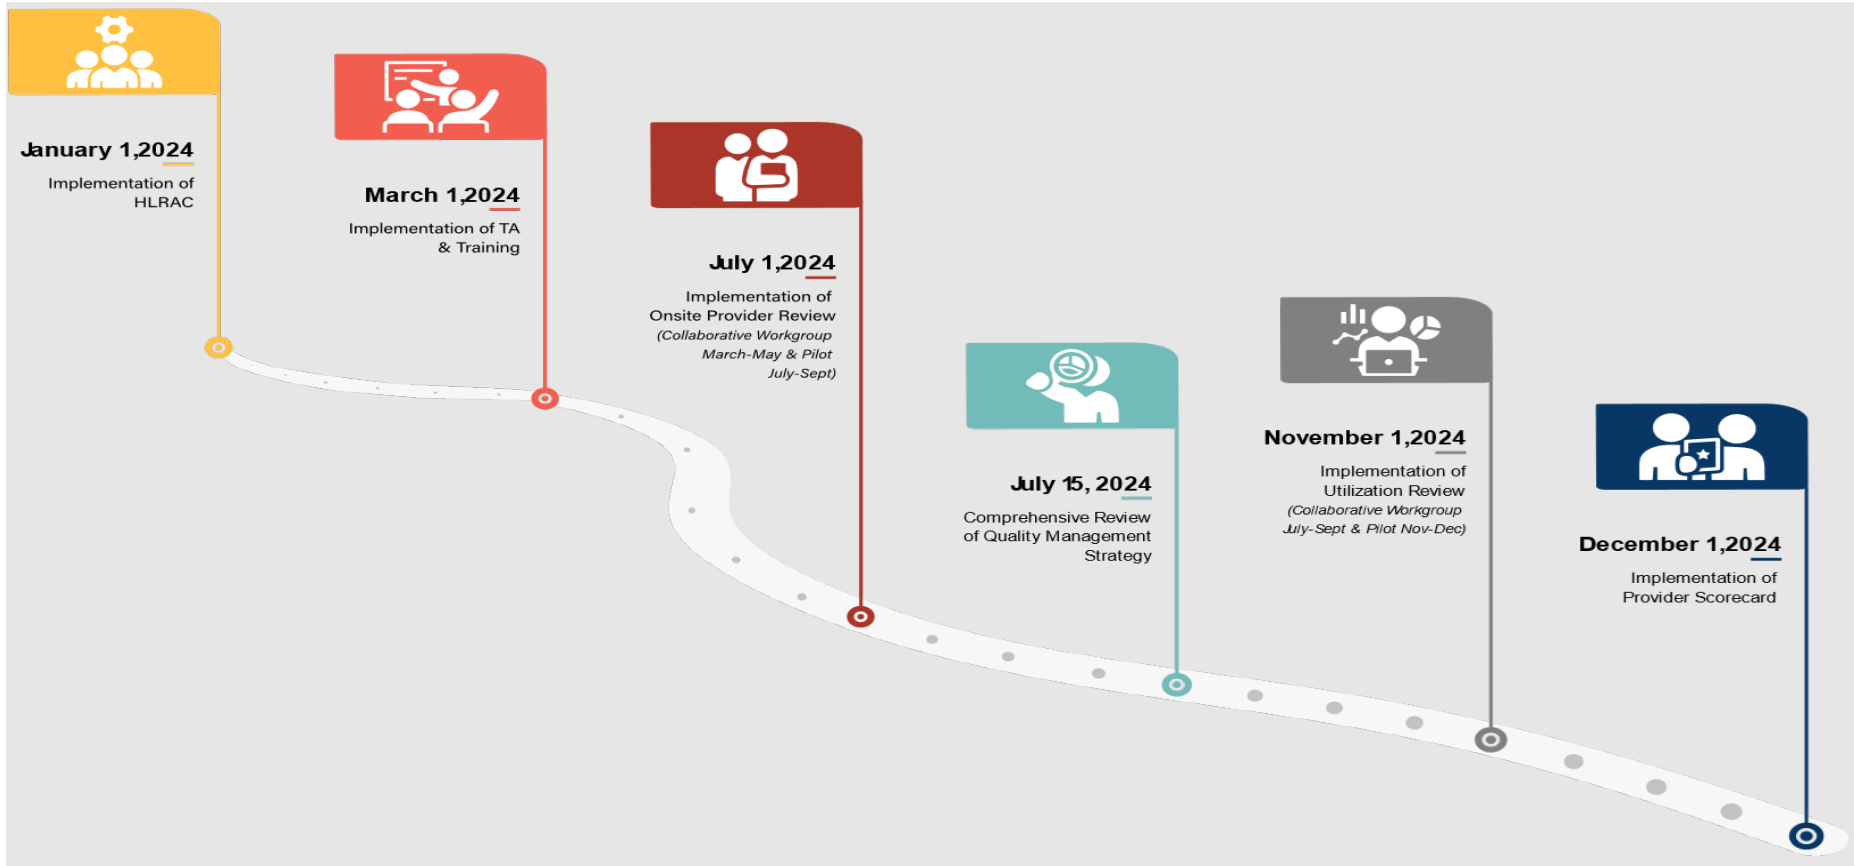 January 1,2024
Implementation of
HLRAC
March 1,2024
Implementation of TA
& Training
July 1,2024
Implementation of
Onsite Provider Review
(Collaborative Workgroup
March-May & Pilot
July-Sept)
July 15, 2024
Comprehensive Review
of Quality Management
Strategy
November 1,2024
Implementation of
Utilization Review
(Collaborative Workgroup
July-Sept & Pilot Nov-Dec)
December 1,2024
Implementation of
Provider Scorecard